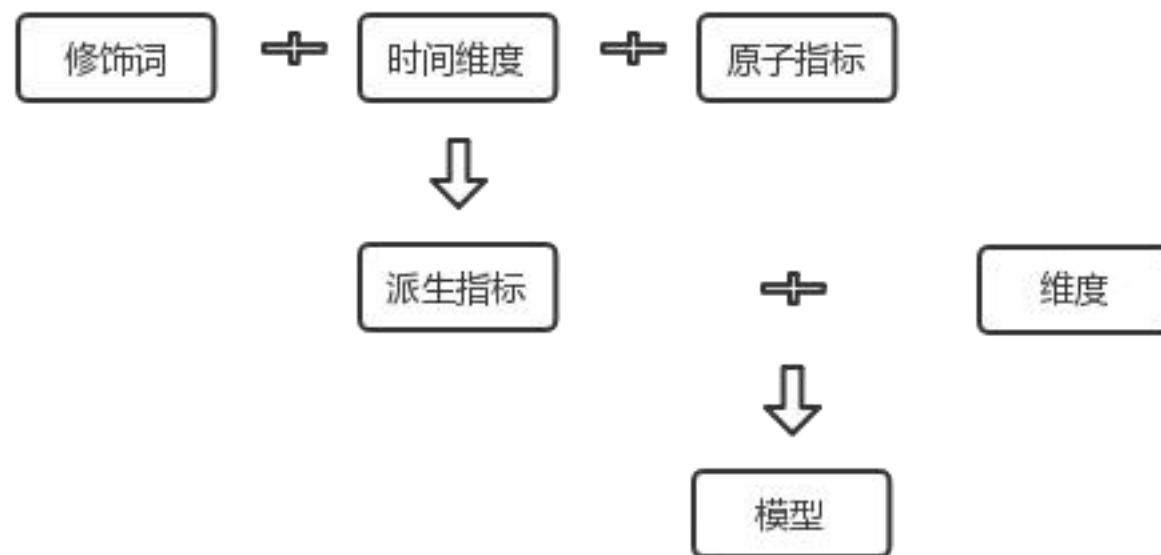 修饰词
时间维度
原子指标
派生指标
维度
模型